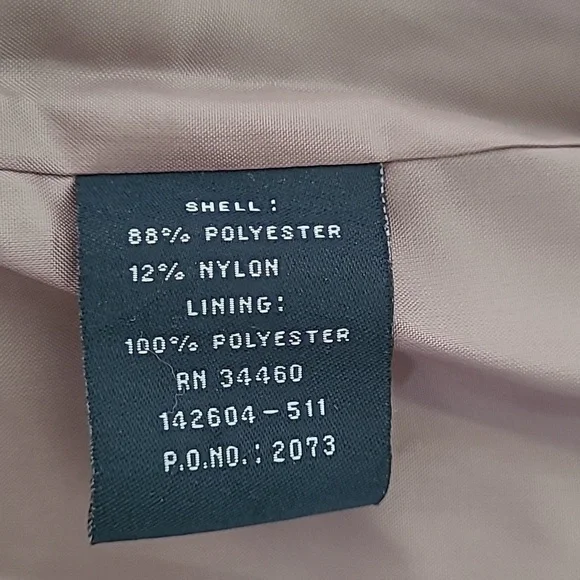 SHELL:
88% POLYESTER
12% NYLON
LINING:
100% POLYESTER
RN 34460
142604-511
P.O.NO.: 2073